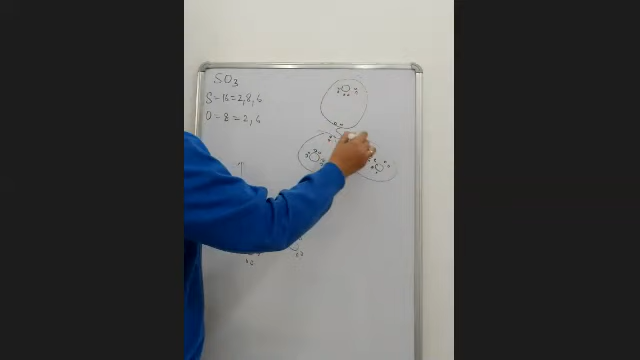 SO3
S - 16 = 2,8,6
O - 8 = 2,6